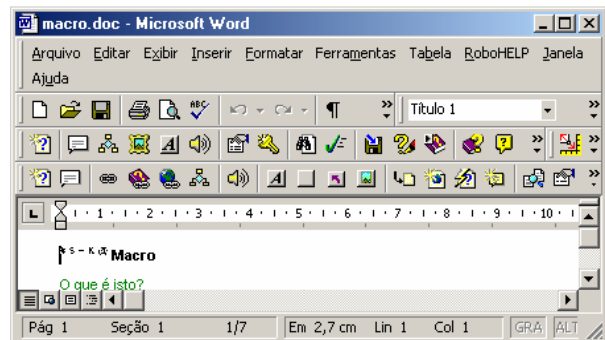 macro.doc - Microsoft Word
Arquivo Editar Exibir Inserir Formatar Ferramentas Tabela RoboHELP Janela
Ajuda
ABC ¶ » Título 1 »
A » »
A »
L 1 2 3 4 5 6 7 8 9 10
K Macro
O que é isto?
Pág 1 Seção 1 1/7 Em 2,7 cm Lin 1 Col 1 GRA ALT